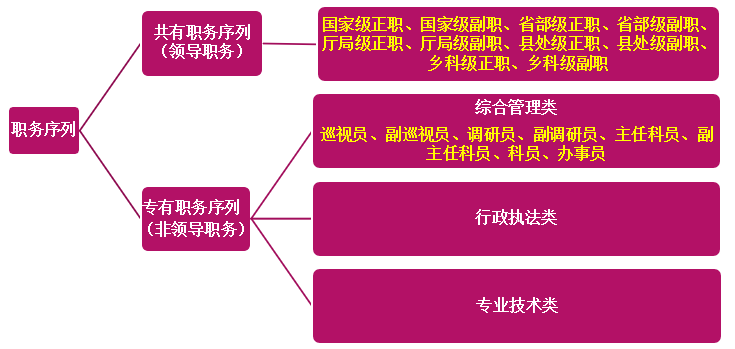 职务序列
共有职务序列
（领导职务）
国家级正职、国家级副职、省部级正职、省部级副职、
厅局级正职、厅局级副职、县处级正职、县处级副职、
乡科级正职、乡科级副职
专有职务序列
（非领导职务）
综合管理类
巡视员、副巡视员、调研员、副调研员、主任科员、副
主任科员、科员、办事员
行政执法类
专业技术类